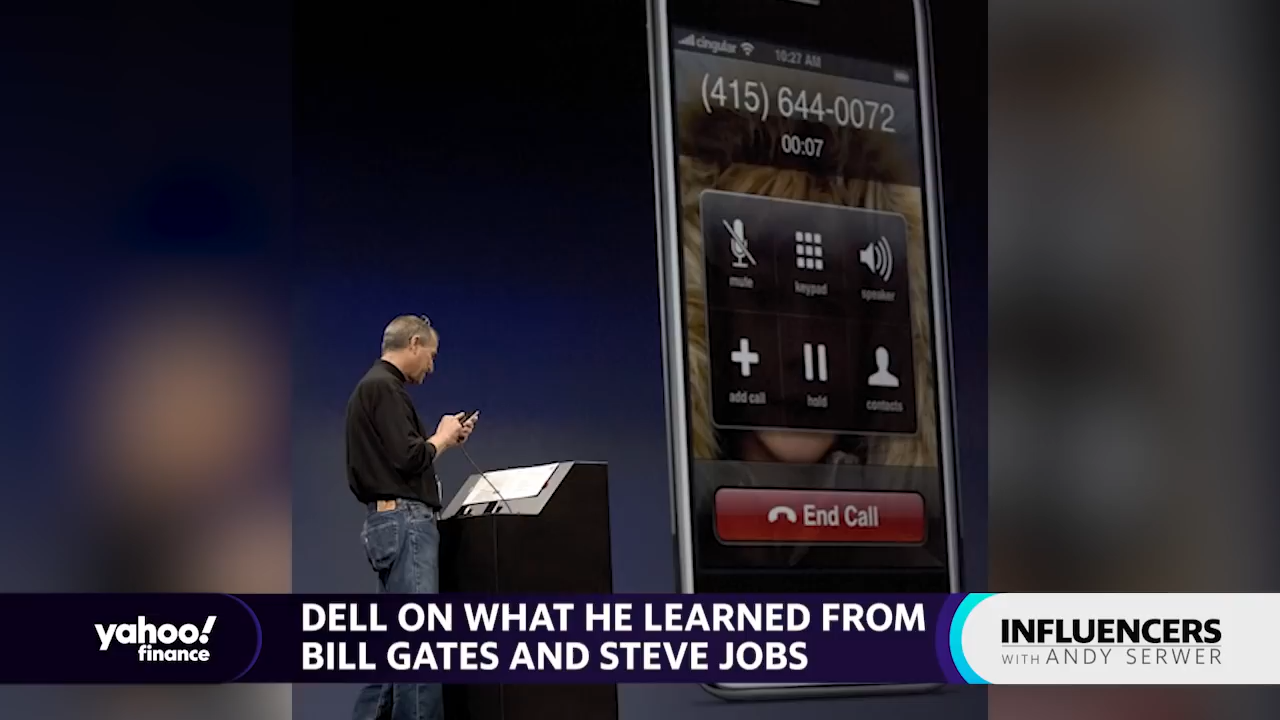 cingular 10:27 AM
(415) 644-0072
00:07
mute keypad speaker
add call hold contacts
End Call
yahoo!
finance
DELL ON WHAT HE LEARNED FROM
BILL GATES AND STEVE JOBS
INFLUENCERS
WITH ANDY SERWER